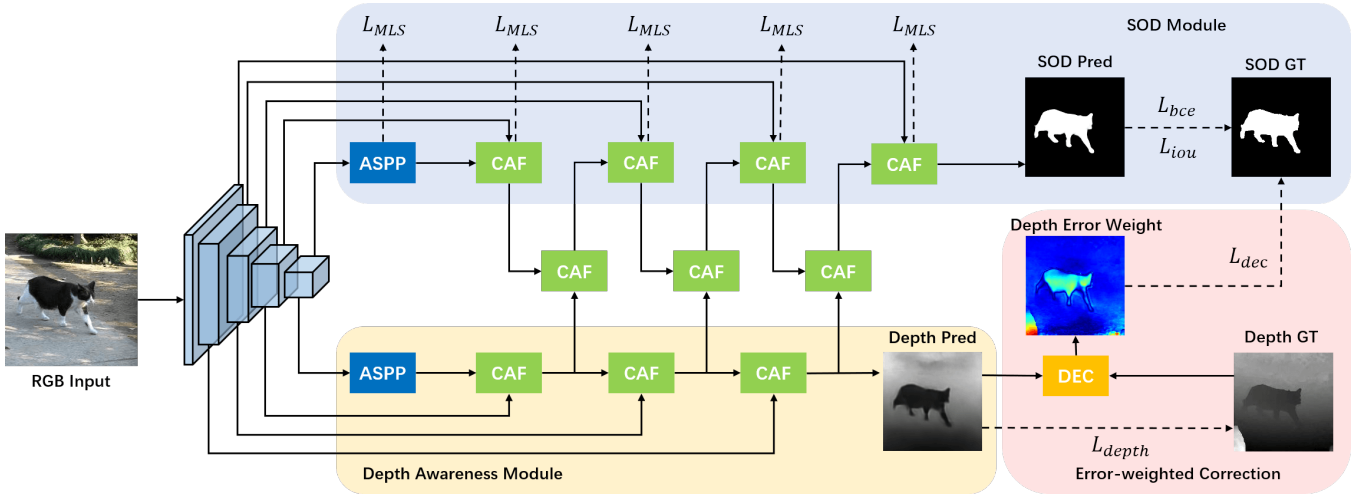 L_MLS L_MLS L_MLS L_MLS L_MLS SOD Module
SOD Pred SOD GT
L_bce
L_iou
ASPP CAF CAF CAF CAF
Depth Error Weight
CAF CAF CAF
L_dec
RGB Input
Depth Pred Depth GT
ASPP CAF CAF CAF DEC
L_depth
Depth Awareness Module Error-weighted Correction